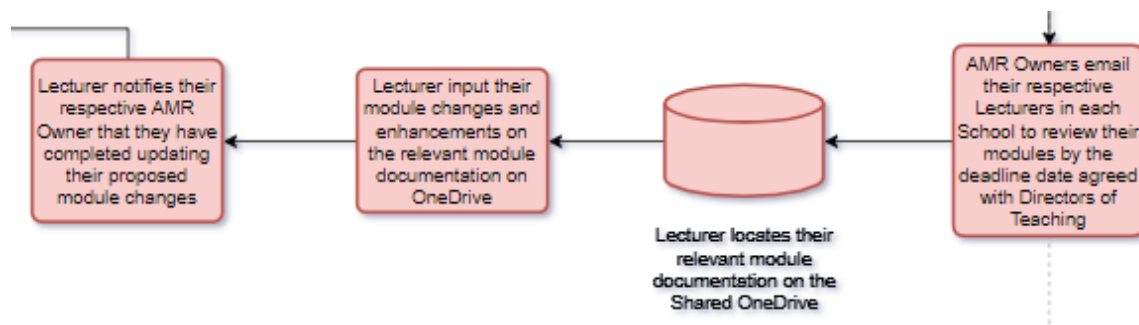 Lecturer notifies their
respective AMR
Owner that they have
completed updating
their proposed
module changes
Lecturer input their
module changes and
enhancements on
the relevant module
documentation on
OneDrive
Lecturer locates their
relevant module
documentation on the
Shared OneDrive
AMR Owners email
their respective
Lecturers in each
School to review their
modules by the
deadline date agreed
with Directors of
Teaching